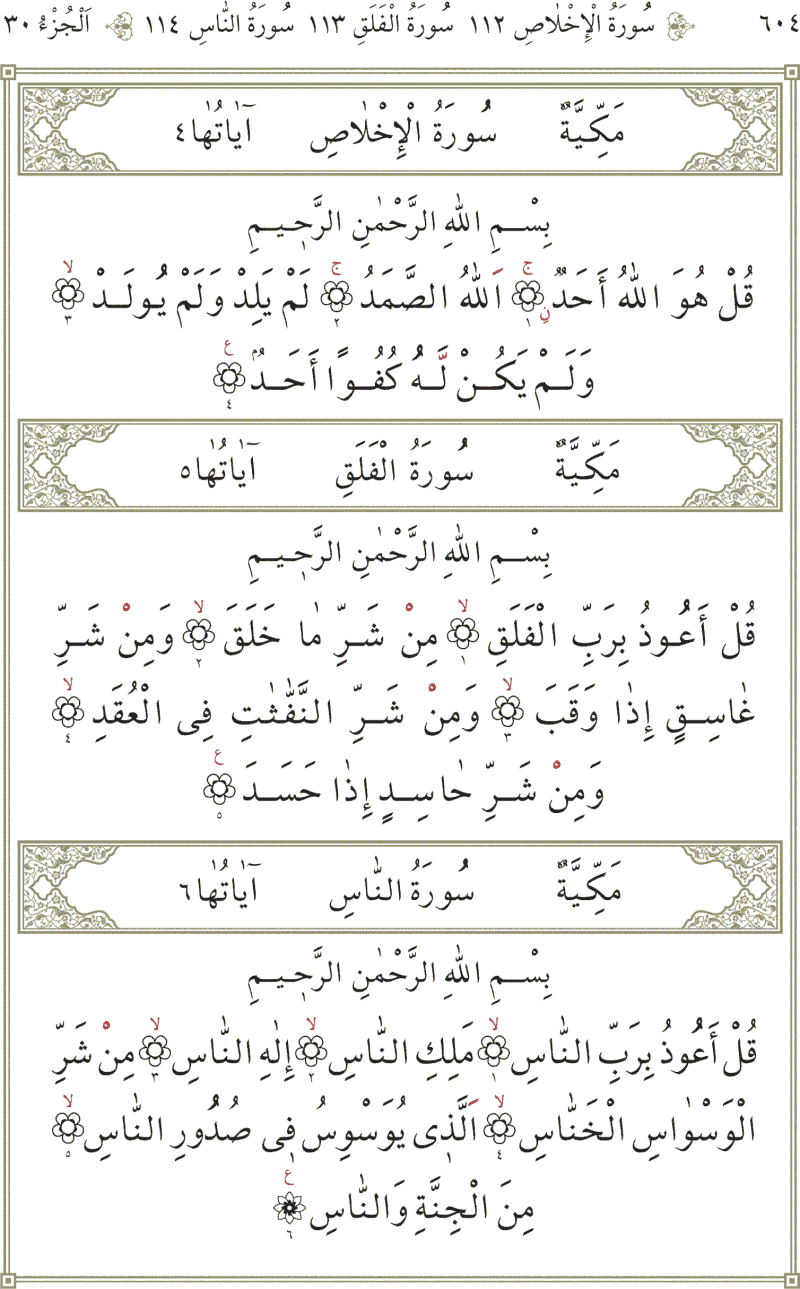 ٦٠٤ سُورَةُ الْإِخْلَاصِ ١١٢ سُورَةُ الْفَلَقِ ١١٣ سُورَةُ النَّاسِ ١١٤ اَلْجُزْءُ ٣٠
مَكِّيَّةٌ سُورَةُ الْإِخْلَاصِ اٰيَاتُهَا ٤
بِسْمِ اللّٰهِ الرَّحْمٰنِ الرَّحِيمِ
قُلْ هُوَ اللّٰهُ أَحَدٌ ۚنِ ١ اَللّٰهُ الصَّمَدُ ۚ ٢ لَمْ يَلِدْ وَلَمْ يُولَدْ ۙ ٣
وَلَمْ يَكُنْ لَّهُ كُفُوًا أَحَدٌ ع ٤
مَكِّيَّةٌ سُورَةُ الْفَلَقِ اٰيَاتُهَا ٥
بِسْمِ اللّٰهِ الرَّحْمٰنِ الرَّحِيمِ
قُلْ أَعُوذُ بِرَبِّ الْفَلَقِ ۙ ١ مِنْ شَرِّ مٰا خَلَقَ ۙ ٢ وَمِنْ شَرِّ
غٰاسِقٍ إِذٰا وَقَبَ ۙ ٣ وَمِنْ شَرِّ النَّفّٰثٰتِ فِى الْعُقَدِ ۙ ٤
وَمِنْ شَرِّ حٰاسِدٍ إِذٰا حَسَدَ ع ٥
مَكِّيَّةٌ سُورَةُ النَّاسِ اٰيَاتُهَا ٦
بِسْمِ اللّٰهِ الرَّحْمٰنِ الرَّحِيمِ
قُلْ أَعُوذُ بِرَبِّ النّٰاسِ ۙ ١ مَلِكِ النّٰاسِ ۙ ٢ إِلٰهِ النّٰاسِ ۙ ٣ مِنْ شَرِّ
الْوَسْوٰاسِ الْخَنّٰاسِ ۙ ٤ اَلَّذِى يُوَسْوِسُ فِى صُدُورِ النّٰاسِ ۙ ٥
مِنَ الْجِنَّةِ وَالنّٰاسِ ع ٦